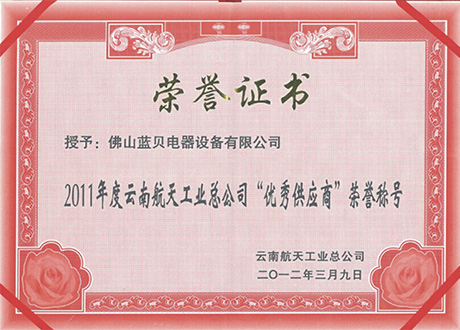 荣誉证书
授予：佛山蓝贝电器设备有限公司
2011年度云南航天工业总公司“优秀供应商”荣誉称号
云南航天工业总公司
二〇一二年三月九日